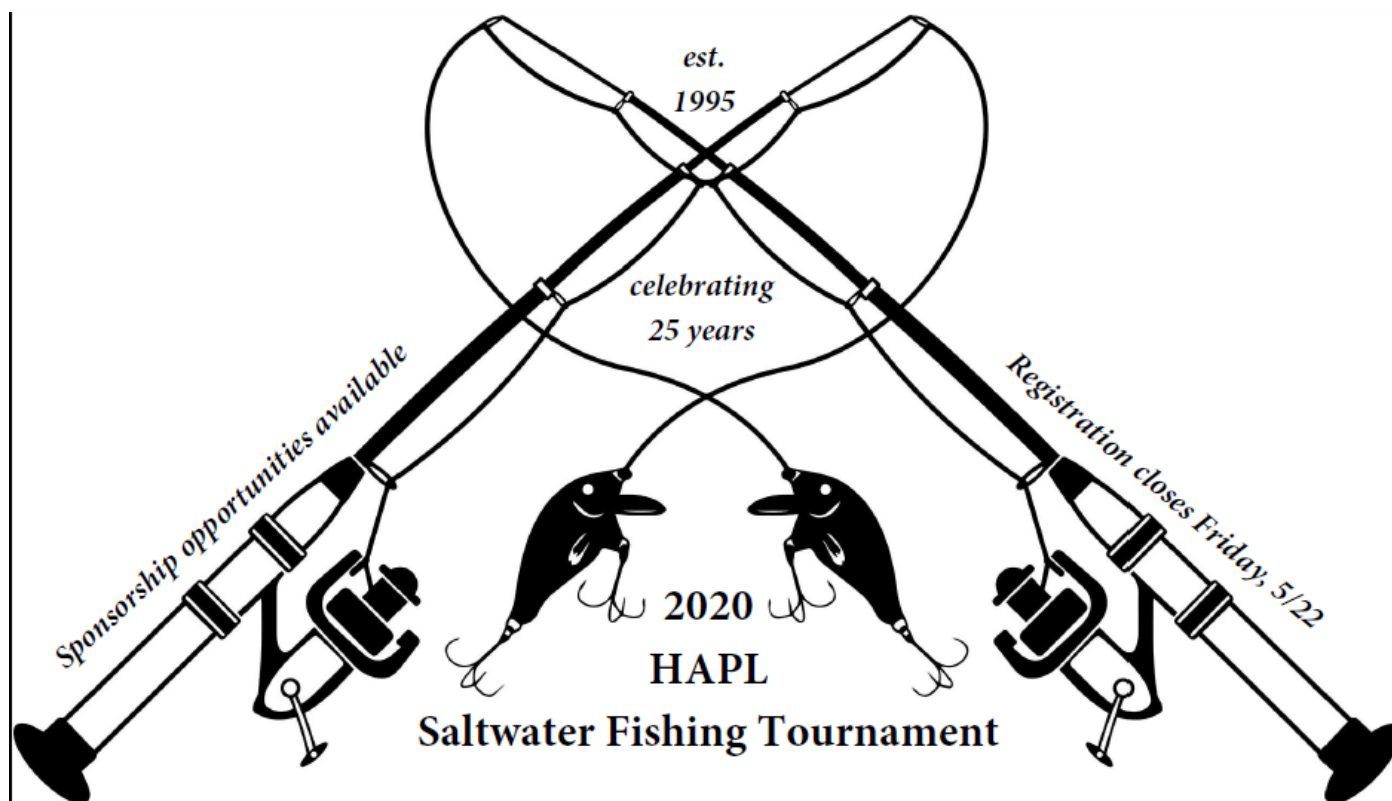 est.
1995
celebrating
25 years
Sponsorship opportunities available
Registration closes Friday, 5/22
2020
HAPL
Saltwater Fishing Tournament